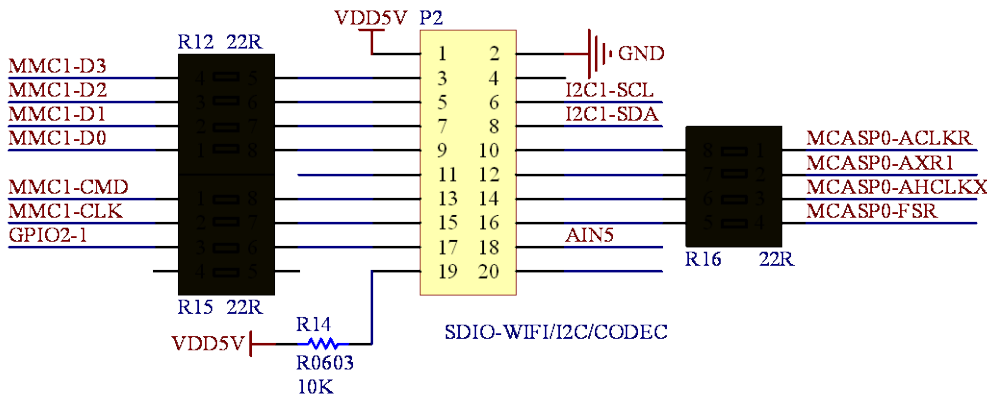 VDD5V P2
R12 22R
1 2 GND
MMC1-D3 4 5 3 4
MMC1-D2 3 6 5 6 I2C1-SCL
MMC1-D1 2 7 7 8 I2C1-SDA
MMC1-D0 1 8 9 10 8 1 MCASP0-ACLKR
11 12 7 2 MCASP0-AXR1
MMC1-CMD 1 8 13 14 6 3 MCASP0-AHCLKX
MMC1-CLK 2 7 15 16 5 4 MCASP0-FSR
GPIO2-1 3 6 17 18 AIN5
4 5 19 20
R16 22R
R15 22R
R14
VDD5V
SDIO-WIFI/I2C/CODEC
R0603
10K